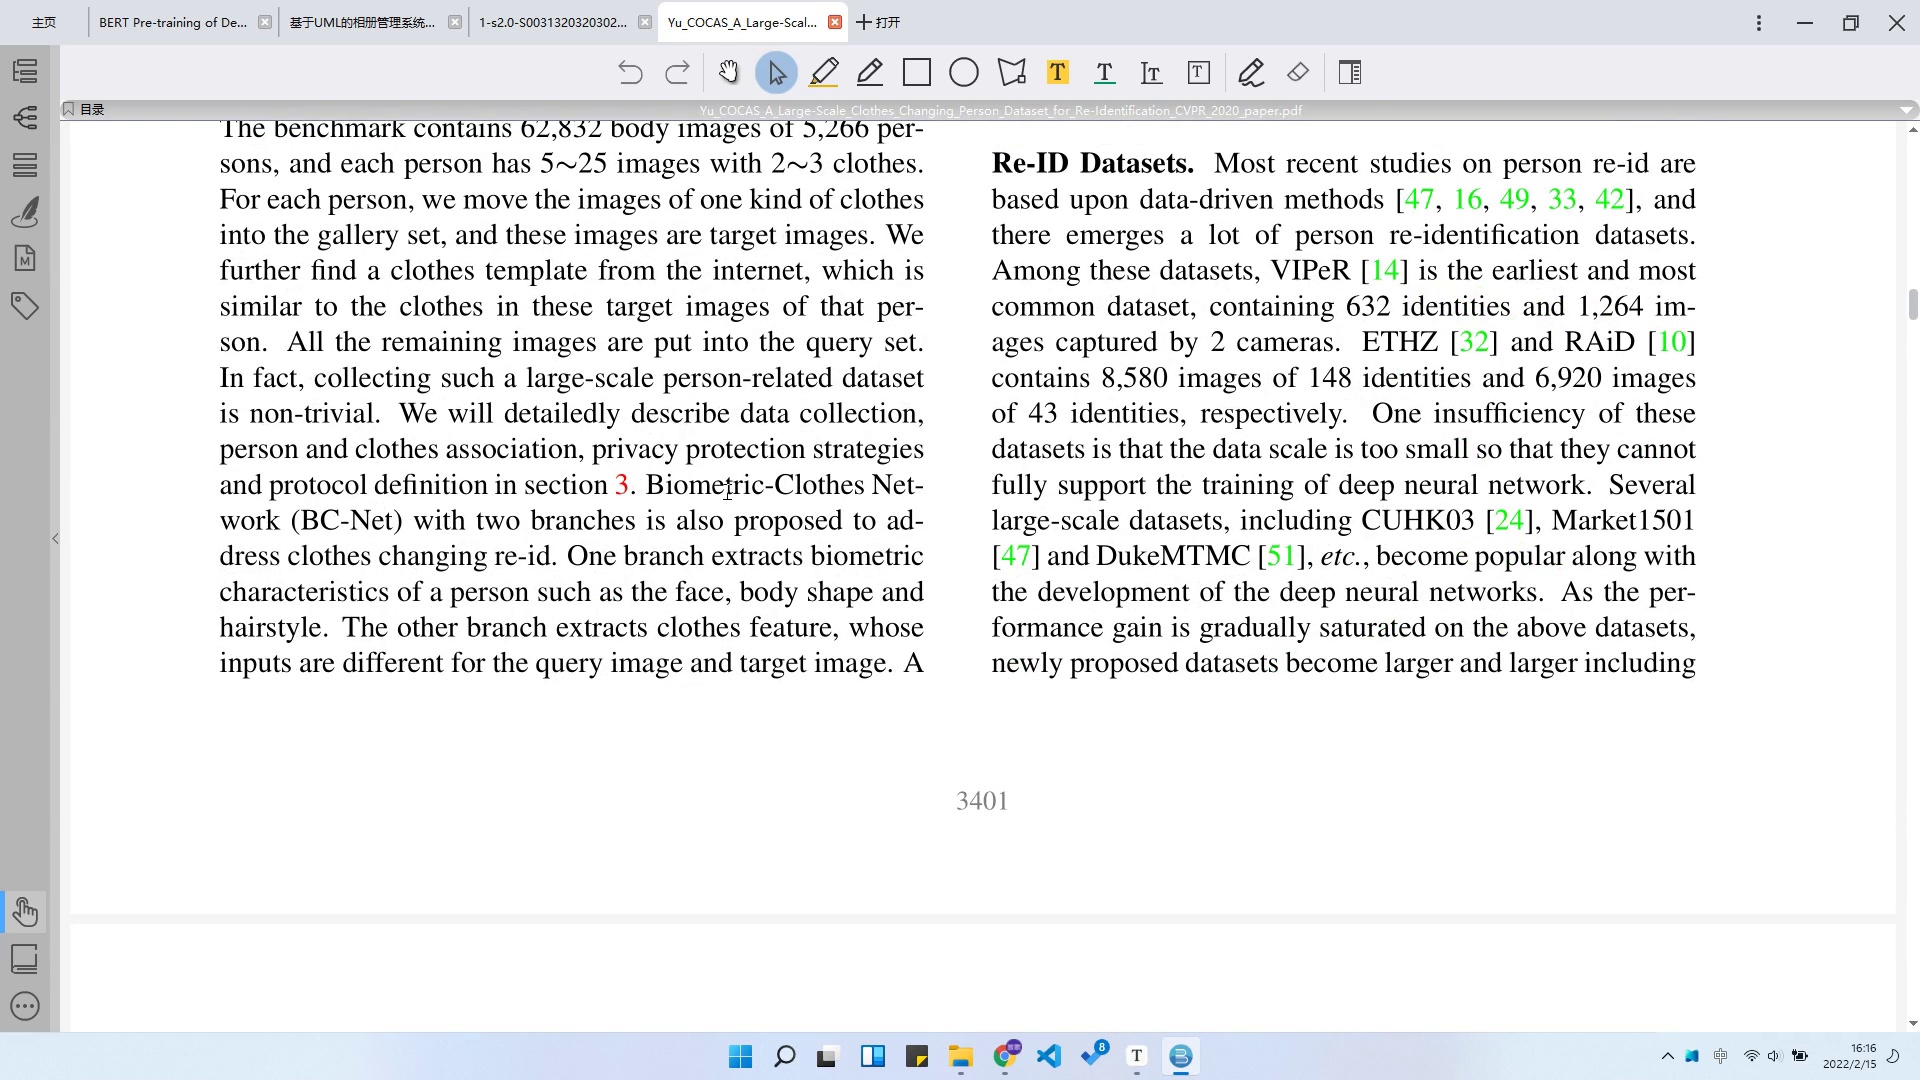 主页
BERT Pre-training of De...
基于UML的相册管理系统...
1-s2.0-S0031320320302...
Yu_COCAS_A_Large-Scal...
打开
目录
Yu_COCAS_A_Large-Scale_Clothes_Changing_Person_Dataset_for_Re-Identification_CVPR_2020_paper.pdf
The benchmark contains 62,832 body images of 5,266 per-
sons, and each person has 5∼25 images with 2∼3 clothes.
For each person, we move the images of one kind of clothes
into the gallery set, and these images are target images. We
further find a clothes template from the internet, which is
similar to the clothes in these target images of that per-
son. All the remaining images are put into the query set.
In fact, collecting such a large-scale person-related dataset
is non-trivial. We will detailedly describe data collection,
person and clothes association, privacy protection strategies
and protocol definition in section 3. Biometric-Clothes Net-
work (BC-Net) with two branches is also proposed to ad-
dress clothes changing re-id. One branch extracts biometric
characteristics of a person such as the face, body shape and
hairstyle. The other branch extracts clothes feature, whose
inputs are different for the query image and target image. A
Re-ID Datasets. Most recent studies on person re-id are
based upon data-driven methods [47, 16, 49, 33, 42], and
there emerges a lot of person re-identification datasets.
Among these datasets, VIPeR [14] is the earliest and most
common dataset, containing 632 identities and 1,264 im-
ages captured by 2 cameras. ETHZ [32] and RAiD [10]
contains 8,580 images of 148 identities and 6,920 images
of 43 identities, respectively. One insufficiency of these
datasets is that the data scale is too small so that they cannot
fully support the training of deep neural network. Several
large-scale datasets, including CUHK03 [24], Market1501
[47] and DukeMTMC [51], etc., become popular along with
the development of the deep neural networks. As the per-
formance gain is gradually saturated on the above datasets,
newly proposed datasets become larger and larger including
3401
8
中
16:16
2022/2/15